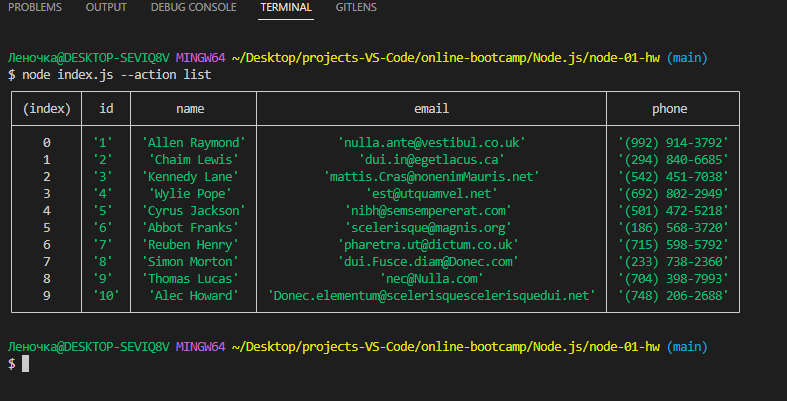 PROBLEMS OUTPUT DEBUG CONSOLE TERMINAL GITLENS
Леночка@DESKTOP-SEVIQ8V MINGW64 ~/Desktop/projects-VS-Code/online-bootcamp/Node.js/node-01-hw (main)
$ node index.js --action list
(index) id name email phone
0 '1' 'Allen Raymond' 'nulla.ante@vestibul.co.uk' '(992) 914-3792'
1 '2' 'Chaim Lewis' 'dui.in@egetlacus.ca' '(294) 840-6685'
2 '3' 'Kennedy Lane' 'mattis.Cras@nonenimMauris.net' '(542) 451-7038'
3 '4' 'Wylie Pope' 'est@utquamvel.net' '(692) 802-2949'
4 '5' 'Cyrus Jackson' 'nibh@semsempererat.com' '(501) 472-5218'
5 '6' 'Abbot Franks' 'scelerisque@magnis.org' '(186) 568-3720'
6 '7' 'Reuben Henry' 'pharetra.ut@dictum.co.uk' '(715) 598-5792'
7 '8' 'Simon Morton' 'dui.Fusce.diam@Donec.com' '(233) 738-2360'
8 '9' 'Thomas Lucas' 'nec@Nulla.com' '(704) 398-7993'
9 '10' 'Alec Howard' 'Donec.elementum@scelerisquescelerisquedui.net' '(748) 206-2688'
Леночка@DESKTOP-SEVIQ8V MINGW64 ~/Desktop/projects-VS-Code/online-bootcamp/Node.js/node-01-hw (main)
$